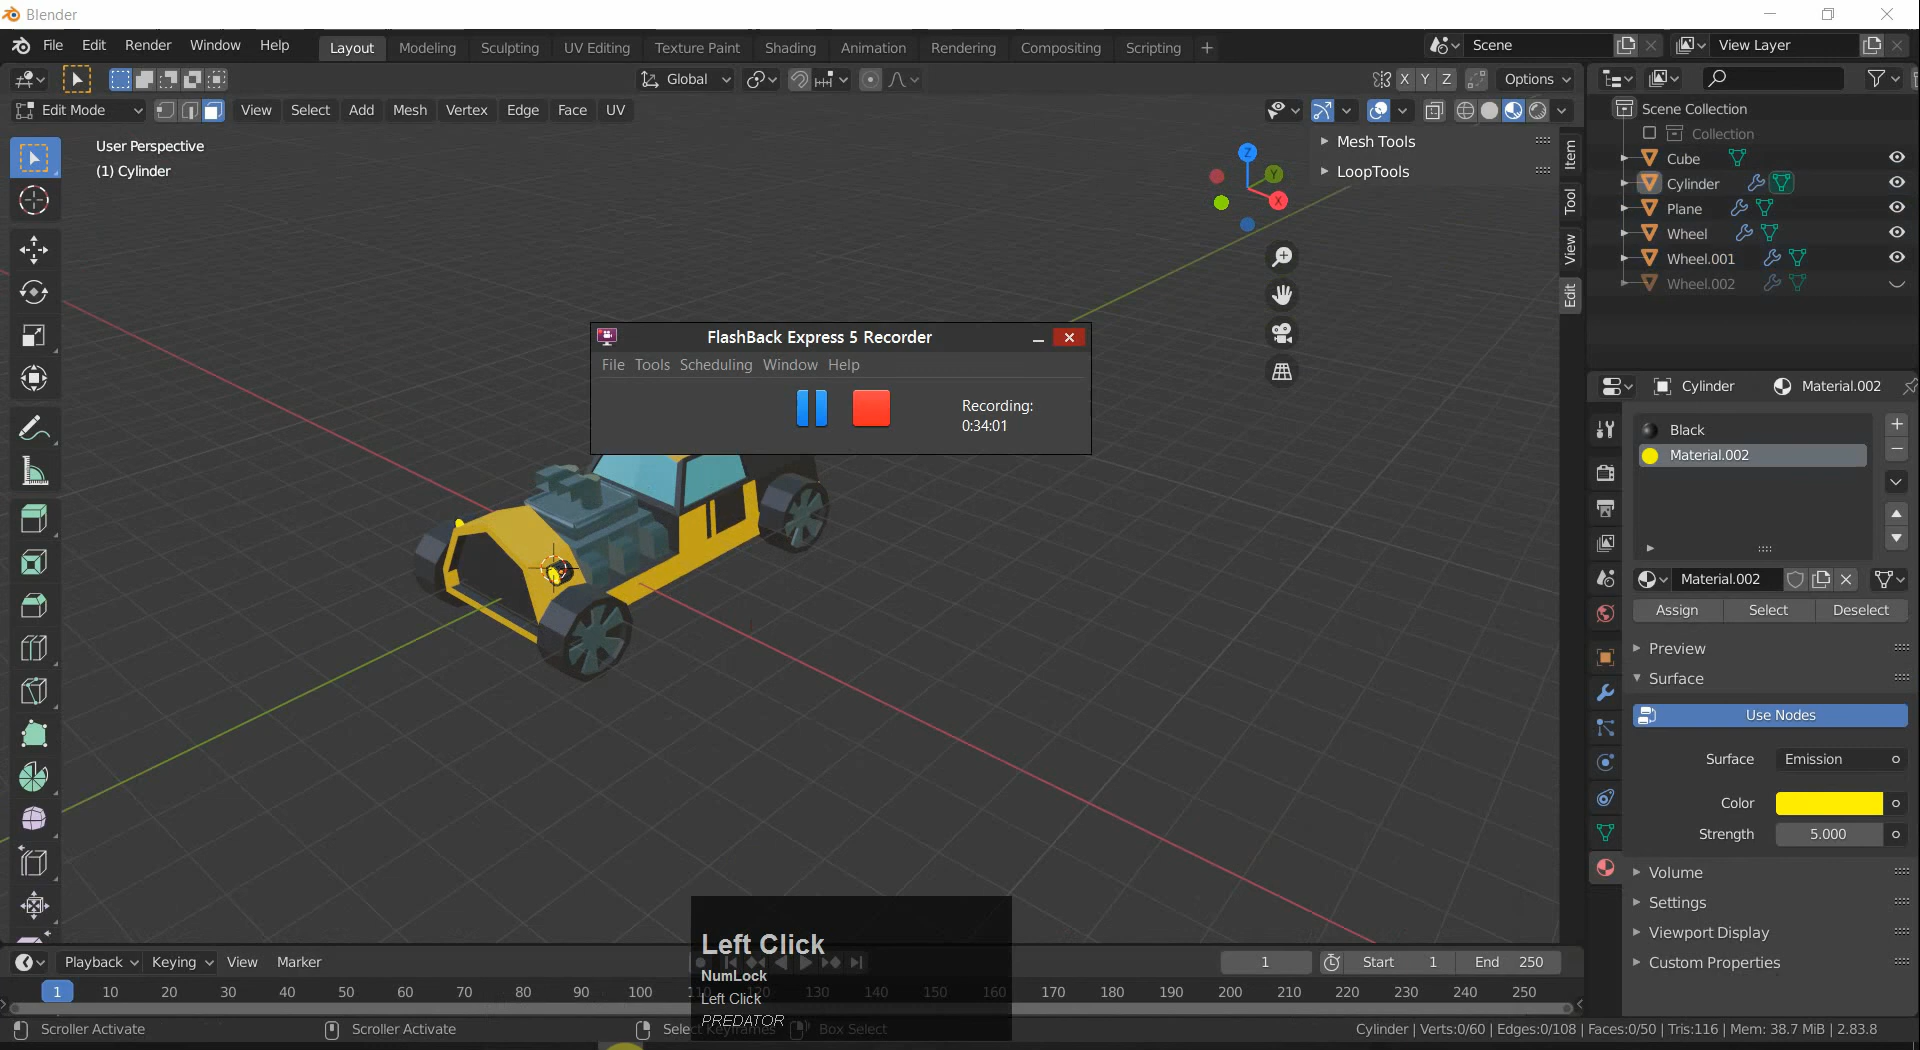 Blender
File Edit Render Window Help
Layout Modeling Sculpting UV Editing Texture Paint Shading Animation Rendering Compositing Scripting +
Scene
View Layer
Global
X Y Z
Options
Edit Mode
View Select Add Mesh Vertex Edge Face UV
User Perspective
(1) Cylinder
Z
Y
X
Mesh Tools
LoopTools
Item
Tool
View
Edit
Scene Collection
Collection
Cube
Cylinder
Plane
Wheel
Wheel.001
Wheel.002
FlashBack Express 5 Recorder
File Tools Scheduling Window Help
Recording:
0:34:01
Cylinder Material.002
Black
Material.002
Material.002
Assign Select Deselect
Preview
Surface
Use Nodes
Surface Emission
Color
Strength 5.000
Volume
Settings
Viewport Display
Custom Properties
Left Click
NumLock
Left Click
PREDATOR
Playback Keying View Marker
1 Start 1 End 250
1 10 20 30 40 50 60 70 80 90 100 110 120 130 140 150 160 170 180 190 200 210 220 230 240 250
Scroller Activate Scroller Activate Select Keyframes Box Select
Cylinder | Verts:0/60 | Edges:0/108 | Faces:0/50 | Tris:116 | Mem: 38.7 MiB | 2.83.8